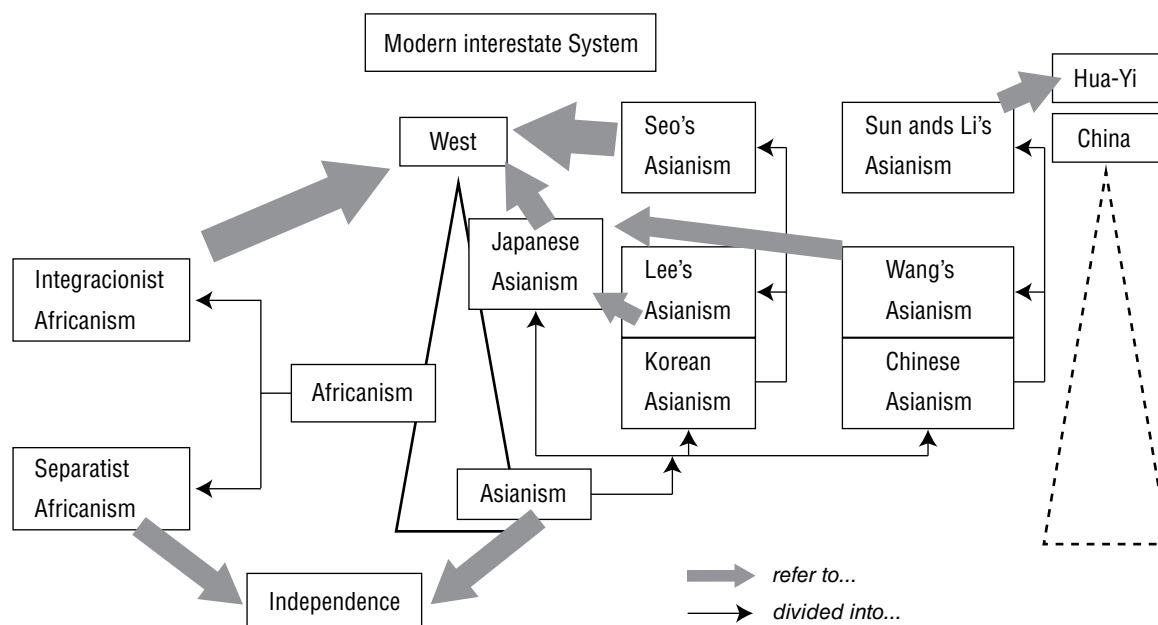 Modern interestate System
Hua-Yi
West
Seo's
Asianism
Sun ands Li's
Asianism
China
Japanese
Asianism
Lee's
Asianism
Wang's
Asianism
Integracionist
Africanism
Korean
Asianism
Chinese
Asianism
Africanism
Separatist
Africanism
Asianism
Independence
refer to...
divided into...